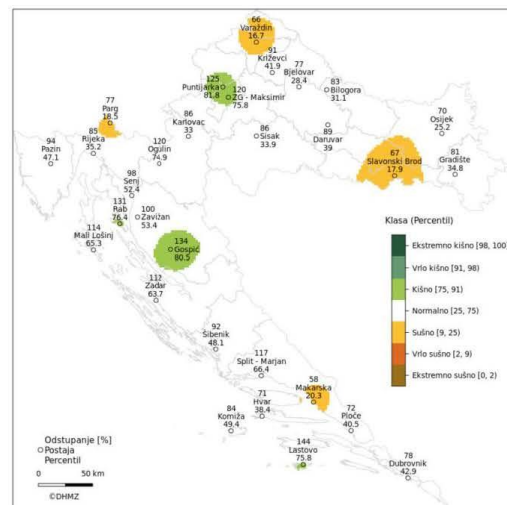 66
Varaždin
16.7
91
Križevci
41.9
77
Bjelovar
28.4
125
Puntijarka
81.8
120
ZG - Maksimir
75.8
83
Bilogora
31.1
77
Parg
18.5
70
Osijek
25.2
86
Karlovac
33
86
Sisak
33.9
89
Daruvar
39
94
Pazin
47.1
85
Rijeka
35.2
120
Ogulin
74.9
67
Slavonski Brod
17.9
81
Gradište
34.8
98
Senj
52.4
131
Rab
76.4
100
Zavižan
53.4
114
Mali Lošinj
65.3
134
Gospić
80.5
Zadar
63.7
92
Šibenik
48.1
117
Split - Marjan
66.4
58
Makarska
20.3
71
Hvar
38.4
84
Komiža
49.4
72
Ploče
40.5
144
Lastovo
75.8
78
Dubrovnik
42.9
Klasa (Percentil)
Ekstremno kišno [98, 100]
Vrlo kišno [91, 98)
Kišno [75, 91)
Normalno [25, 75)
Sušno [9, 25)
Vrlo sušno [2, 9)
Ekstremno sušno [0, 2)
Odstupanje [%]
Postaja
Percentil
0 50 km
©DHMZ